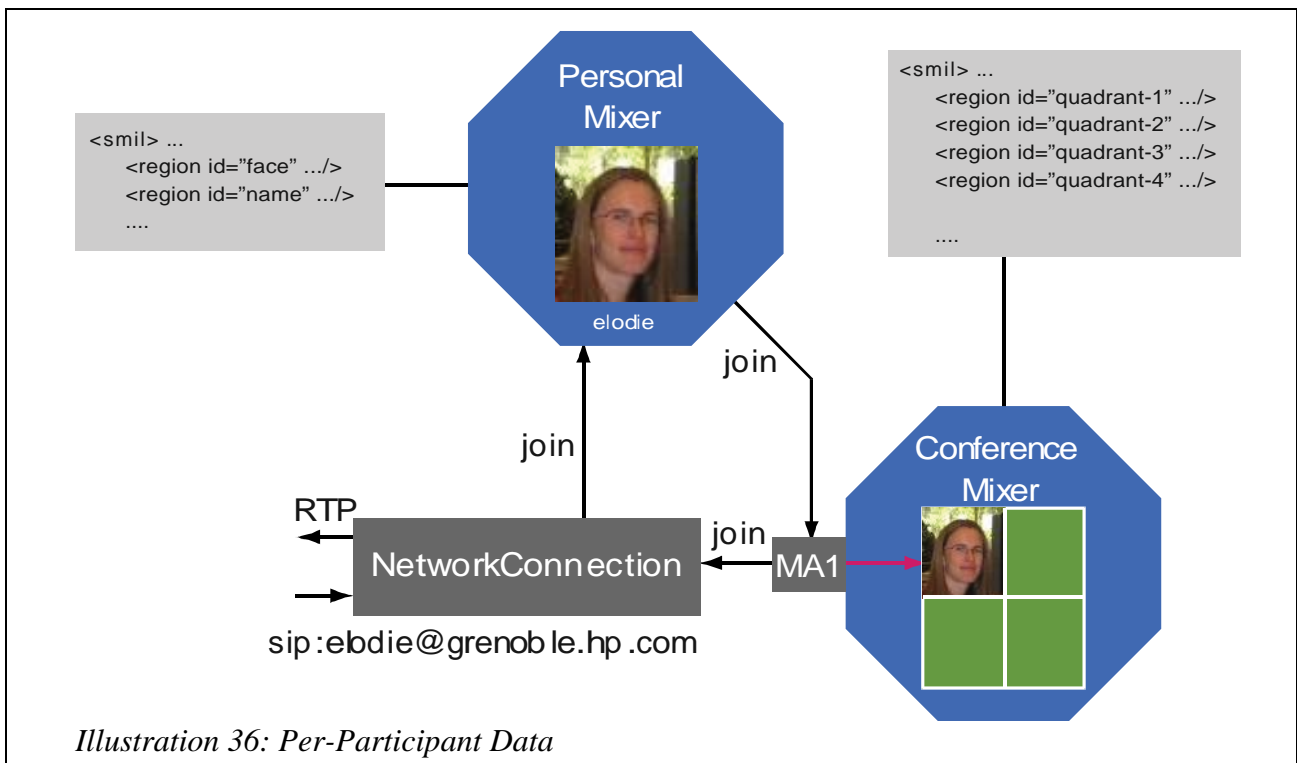 <smil> ...
<region id=”face” .../>
<region id=”name” .../>
....
Personal
Mixer
elodie
<smil> ...
<region id=”quadrant-1” .../>
<region id=”quadrant-2” .../>
<region id=”quadrant-3” .../>
<region id=”quadrant-4” .../>
....
join
join
RTP
NetworkConnection
join
MA1
Conference
Mixer
sip:elodie@grenoble.hp.com
Illustration 36: Per-Participant Data